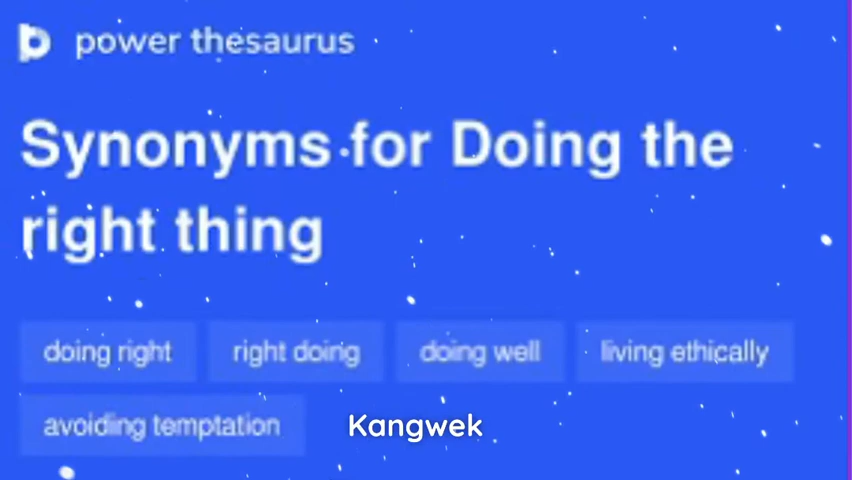 power thesaurus
Synonyms for Doing the
right thing
doing right right doing doing well living ethically
avoiding temptation Kangwek